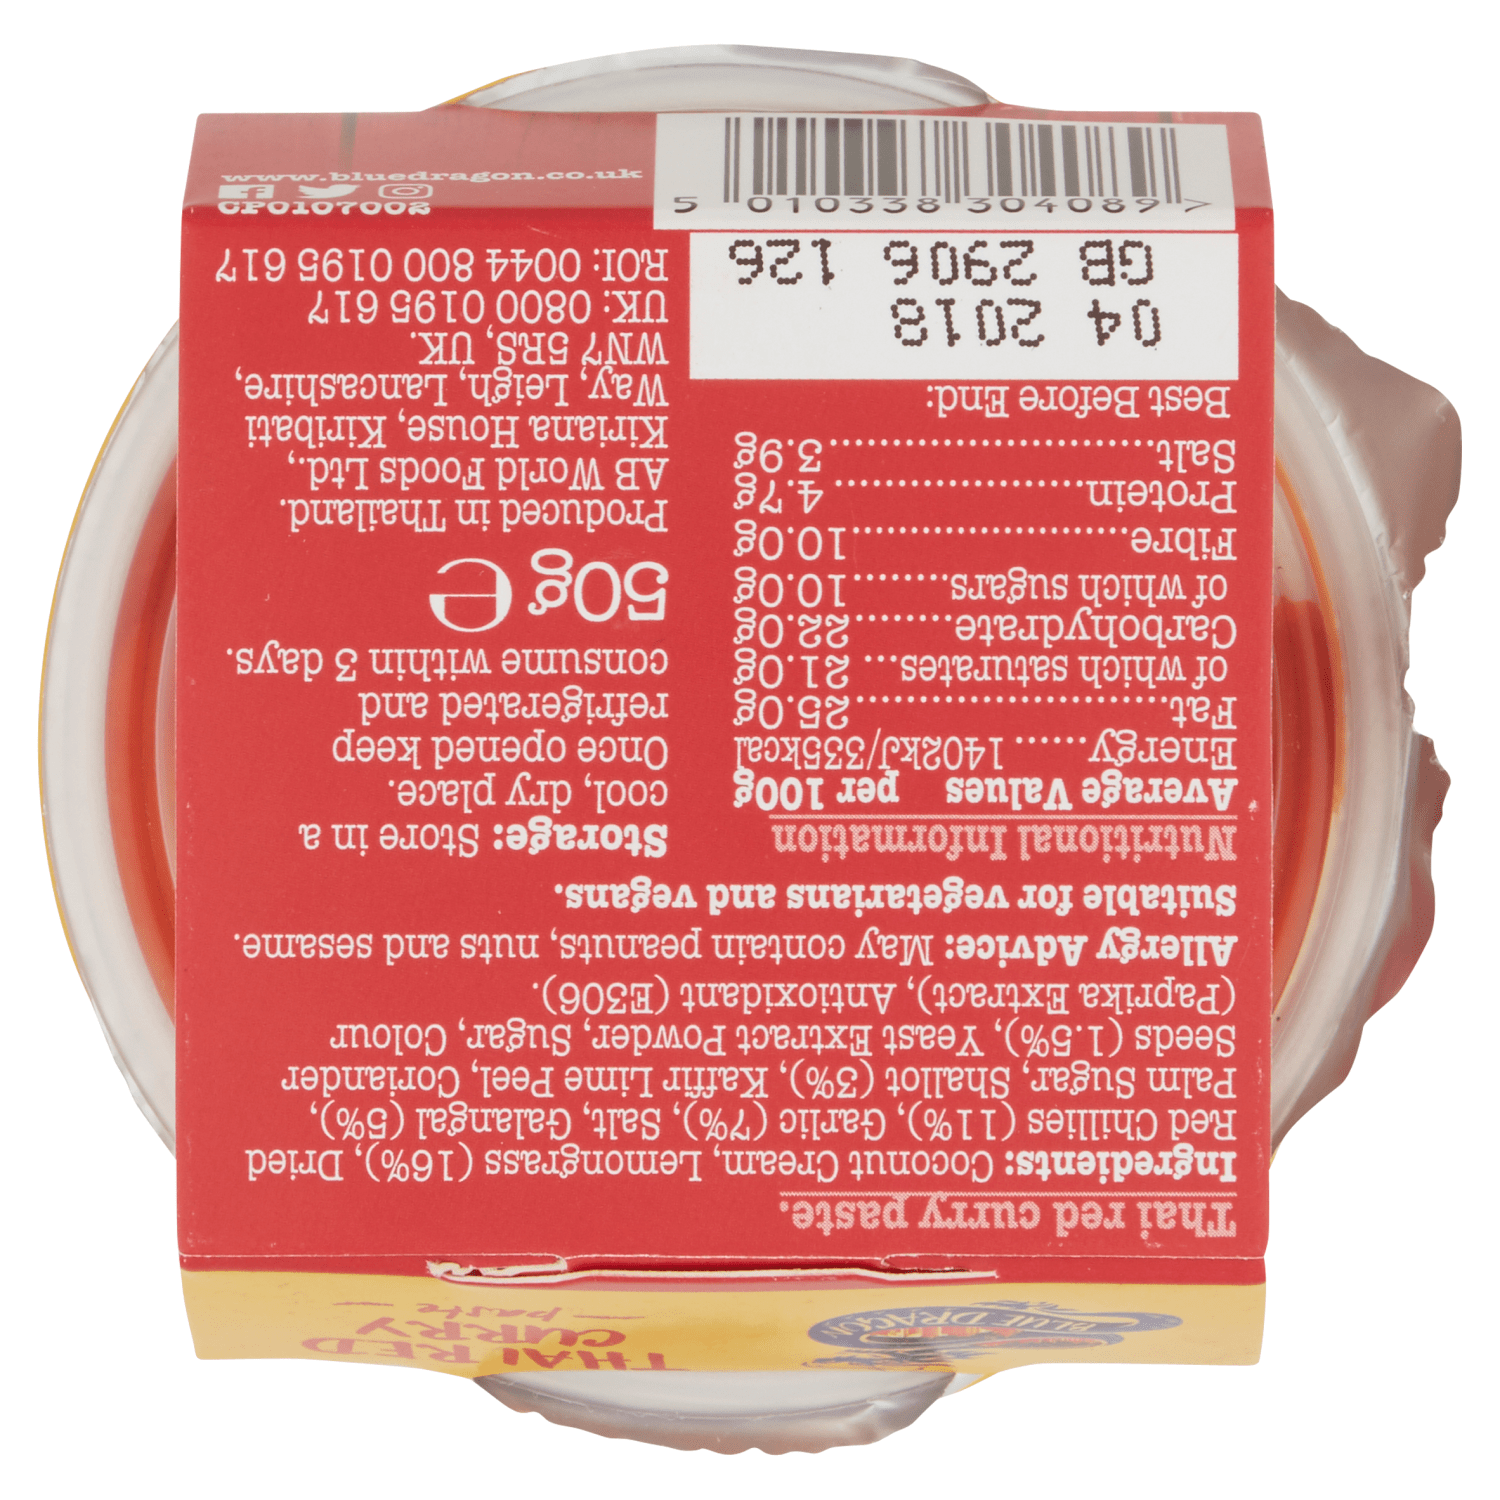 BLUE DRAGON
THAI RED
CURRY
— paste —
Thai red curry paste.
Ingredients: Coconut Cream, Lemongrass (16%), Dried
Red Chillies (11%), Garlic (7%), Salt, Galangal (5%),
Palm Sugar, Shallot (3%), Kaffir Lime Peel, Coriander
Seeds (1.5%), Yeast Extract Powder, Sugar, Colour
(Paprika Extract), Antioxidant (E306).
Allergy Advice: May contain peanuts, nuts and sesame.
Suitable for vegetarians and vegans.
Nutritional Information
Average Values per 100g
Energy...... 1402kJ/335kcal
Fat...........................25.0g
of which saturates... 21.0g
Carbohydrate........22.0g
of which sugars........10.0g
Fibre.......................10.0g
Protein.....................4.7g
Salt...........................3.9g
Best Before End:
04 2018
GB 2906 126
Storage: Store in a
cool, dry place.
Once opened keep
refrigerated and
consume within 3 days.
50g e
Produced in Thailand.
AB World Foods Ltd.,
Kiriana House, Kiribati
Way, Leigh, Lancashire,
WN7 5RS, UK.
UK: 0800 0195 617
ROI: 0044 800 0195 617
CP0107002
www.bluedragon.co.uk
5 010338 304089 >